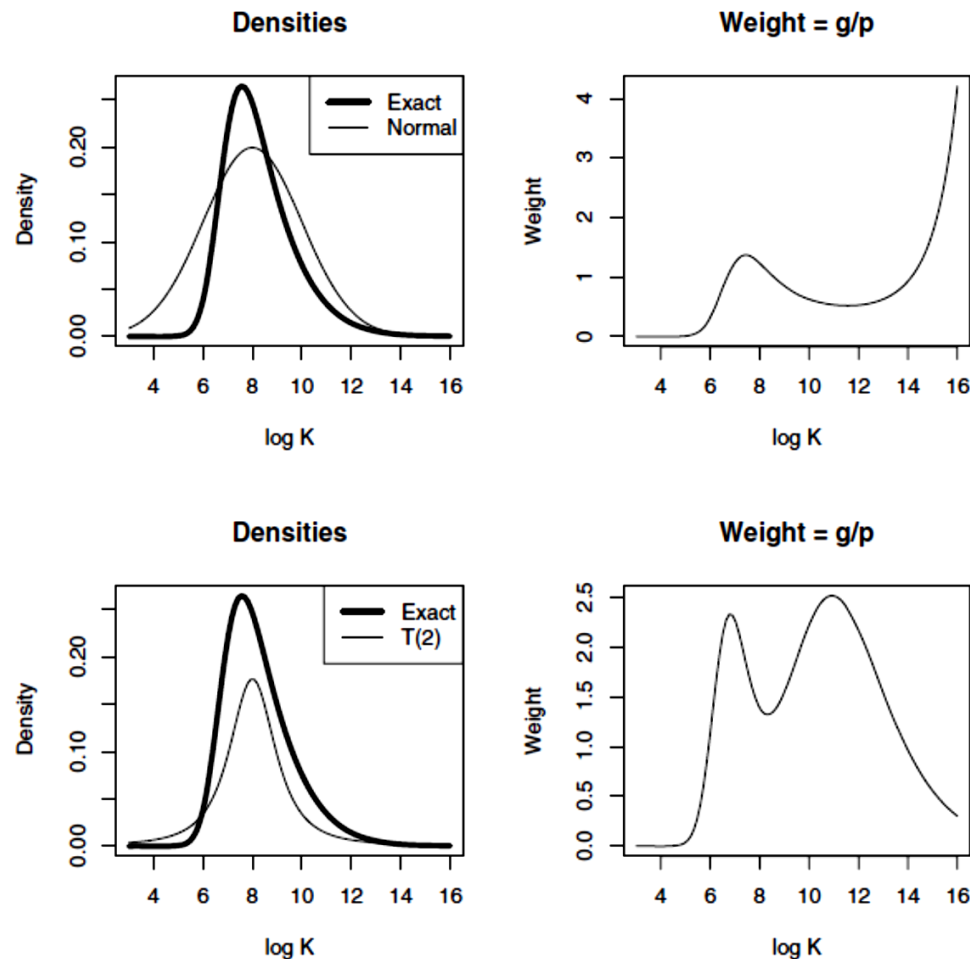 Densities
Weight = g/p
Density
0.00
0.10
0.20
Exact
Normal
4 6 8 10 12 14 16
log K
Weight
0
1
2
3
4
4 6 8 10 12 14 16
log K
Densities
Weight = g/p
Density
0.00
0.10
0.20
Exact
T(2)
4 6 8 10 12 14 16
log K
Weight
0.0
0.5
1.0
1.5
2.0
2.5
4 6 8 10 12 14 16
log K